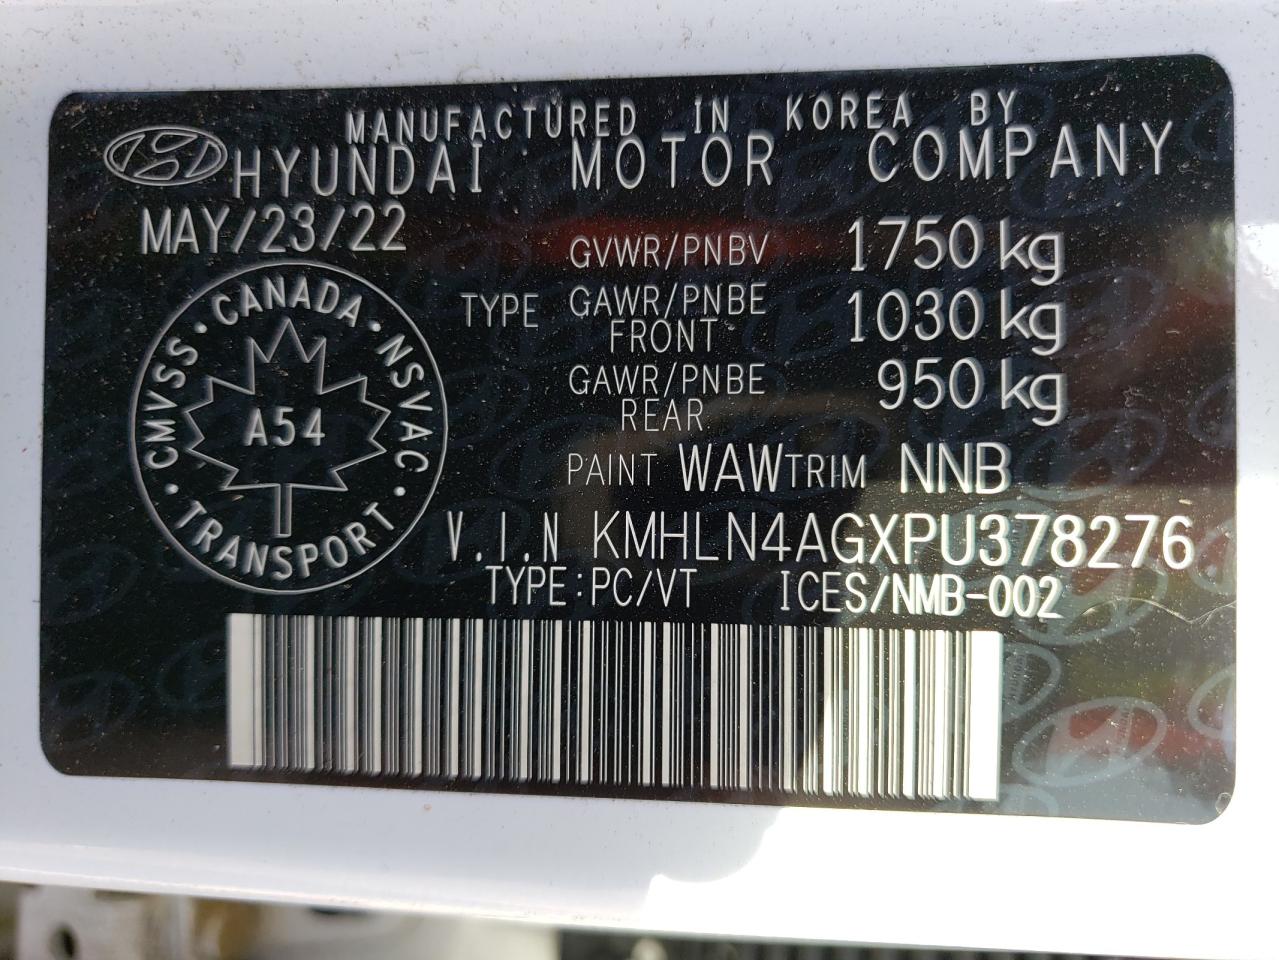 MANUFACTURED IN KOREA BY
HYUNDAI MOTOR COMPANY
MAY/23/22
GVWR/PNBV 1750 kg
TYPE GAWR/PNBE FRONT 1030 kg
GAWR/PNBE REAR 950 kg
PAINT WAW TRIM NNB
CMVSS • CANADA • NSVAC • TRANSPORT •
A54
V.I.N KMHLN4AGXPU378276
TYPE:PC/VT ICES/NMB-002